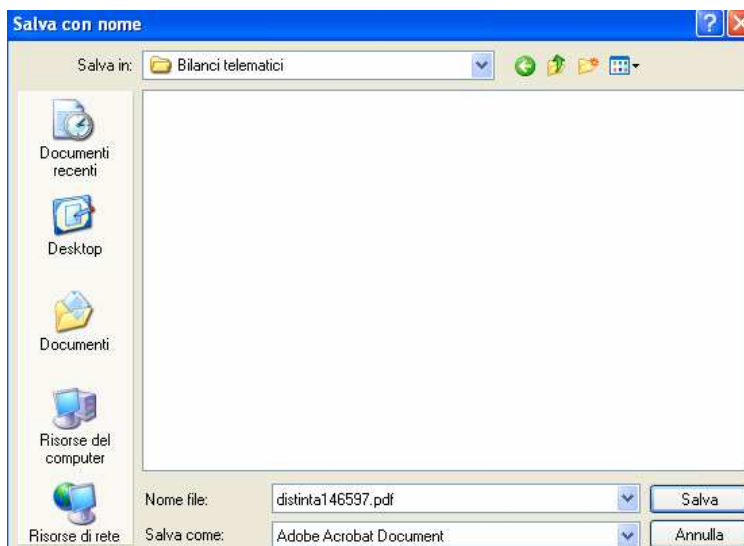 Salva con nome
Salva in:
Bilanci telematici
Documenti
recenti
Desktop
Documenti
Risorse del
computer
Risorse di rete
Nome file:
distinta146597.pdf
Salva
Salva come:
Adobe Acrobat Document
Annulla